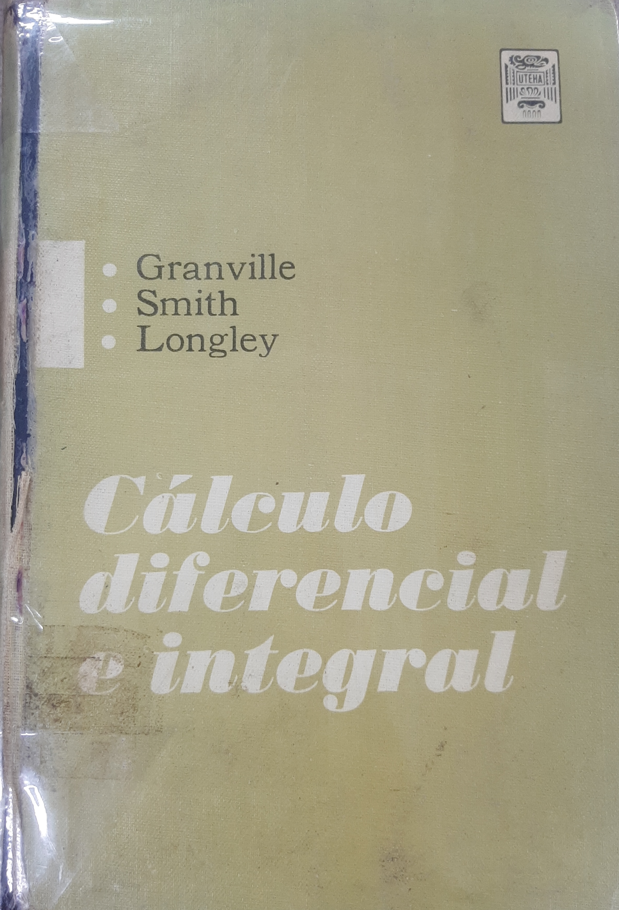 UTEHA
Granville
Smith
Longley
Cálculo
diferencial
e integral